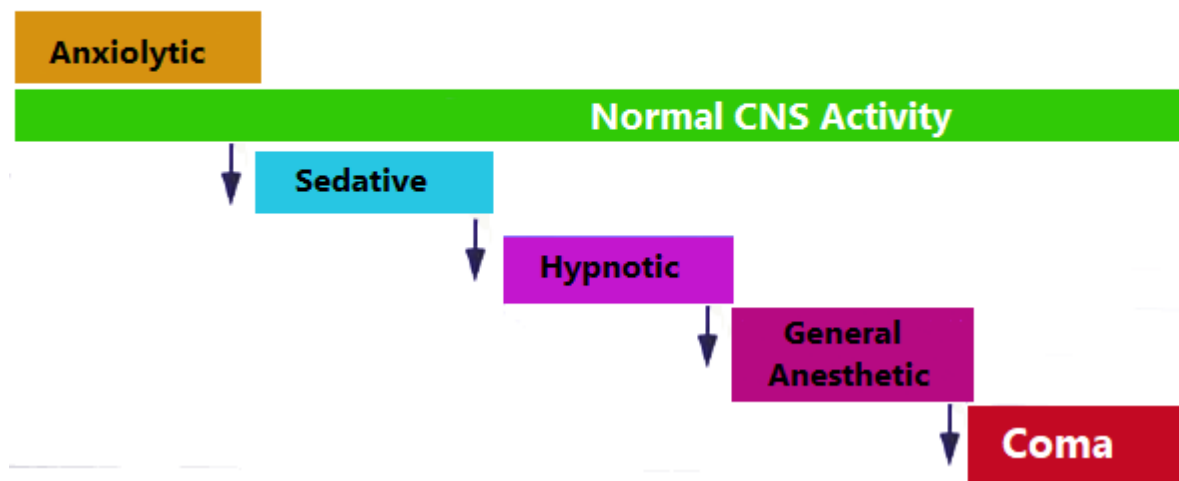 Anxiolytic
Normal CNS Activity
Sedative
Hypnotic
General
Anesthetic
Coma